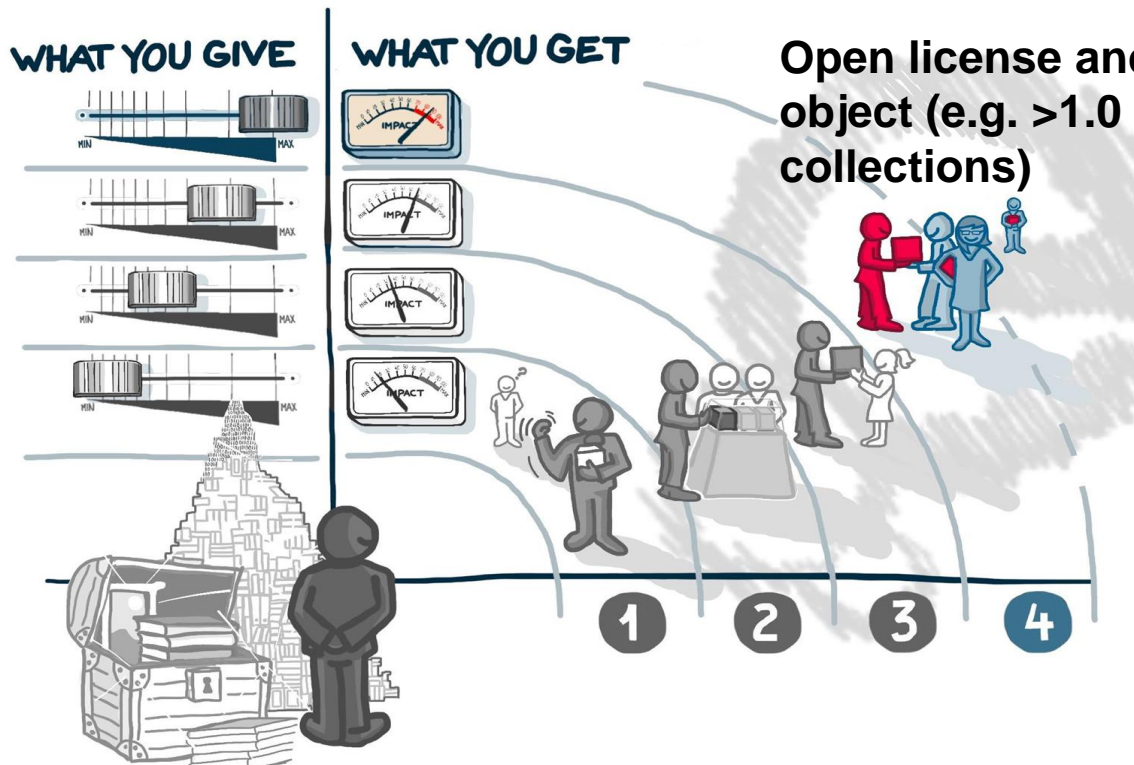 WHAT YOU GIVE
WHAT YOU GET
Open license and
object (e.g. >1.0
collections)
MIN MAX
IMPACT
MIN MAX
IMPACT
MIN MAX
IMPACT
MIN MAX
IMPACT
?
1 2 3 4